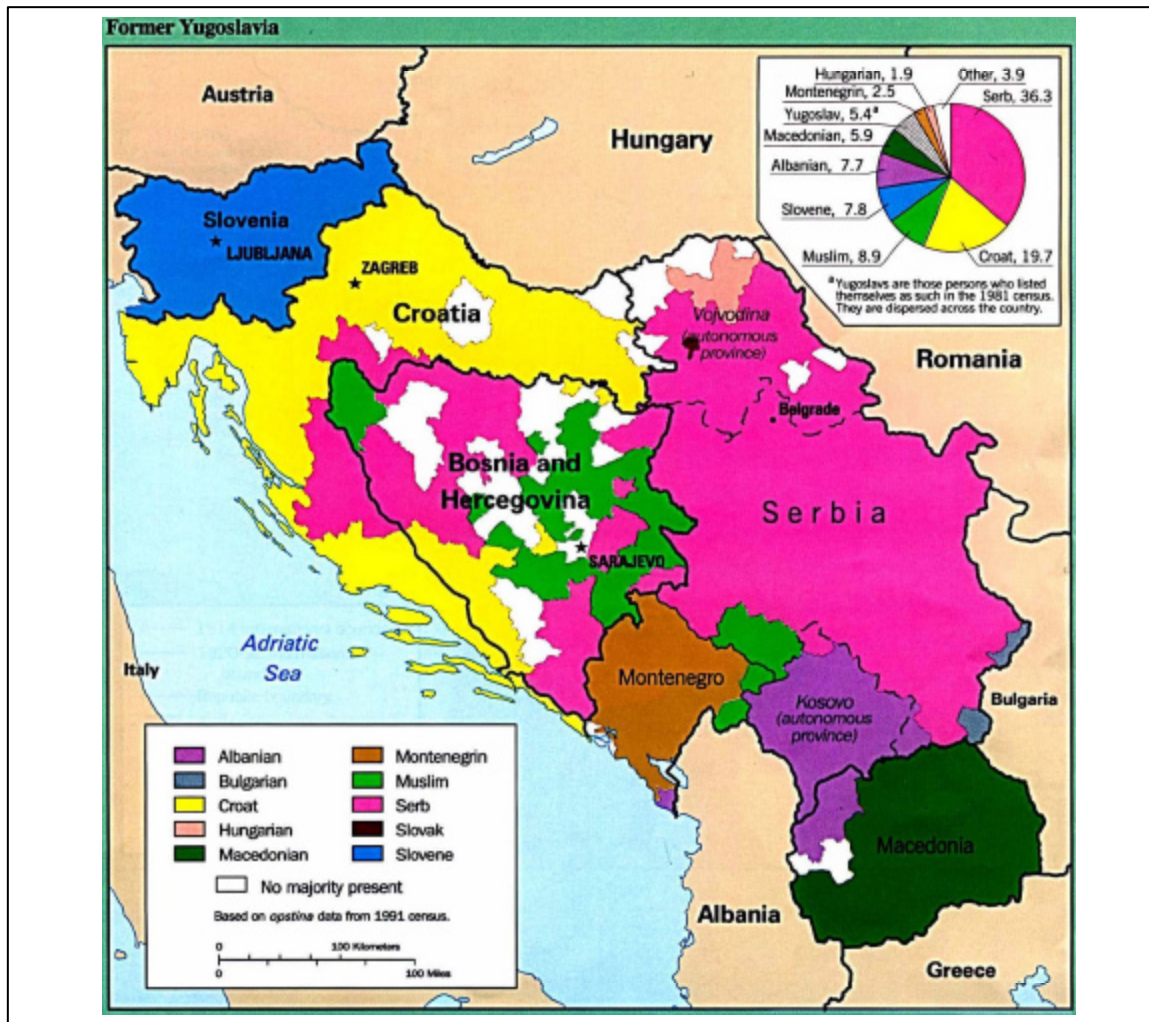 Former Yugoslavia
Austria
Hungary
Slovenia
LJUBLJANA
ZAGREB
Croatia
Vojvodina
(autonomous
province)
Romania
Belgrade
Bosnia and
Hercegovina
SARAJEVO
Serbia
Adriatic
Sea
Italy
Montenegro
Kosovo
(autonomous
province)
Bulgaria
Macedonia
Albania
Greece
Hungarian, 1.9
Other, 3.9
Montenegrin, 2.5
Serb, 36.3
Yugoslav, 5.4a
Macedonian, 5.9
Albanian, 7.7
Slovene, 7.8
Muslim, 8.9
Croat, 19.7
a Yugoslavs are those persons who listed
themselves as such in the 1981 census.
They are dispersed across the country.
Albanian
Bulgarian
Croat
Hungarian
Macedonian
Montenegrin
Muslim
Serb
Slovak
Slovene
No majority present
Based on opstina data from 1991 census.
0 100 Kilometers
0 100 Miles